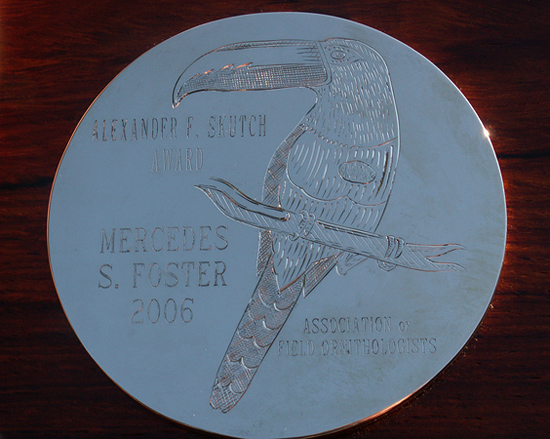 ALEXANDER F. SKUTCH
AWARD
MERCEDES
S. FOSTER
2006
ASSOCIATION OF
FIELD ORNITHOLOGISTS